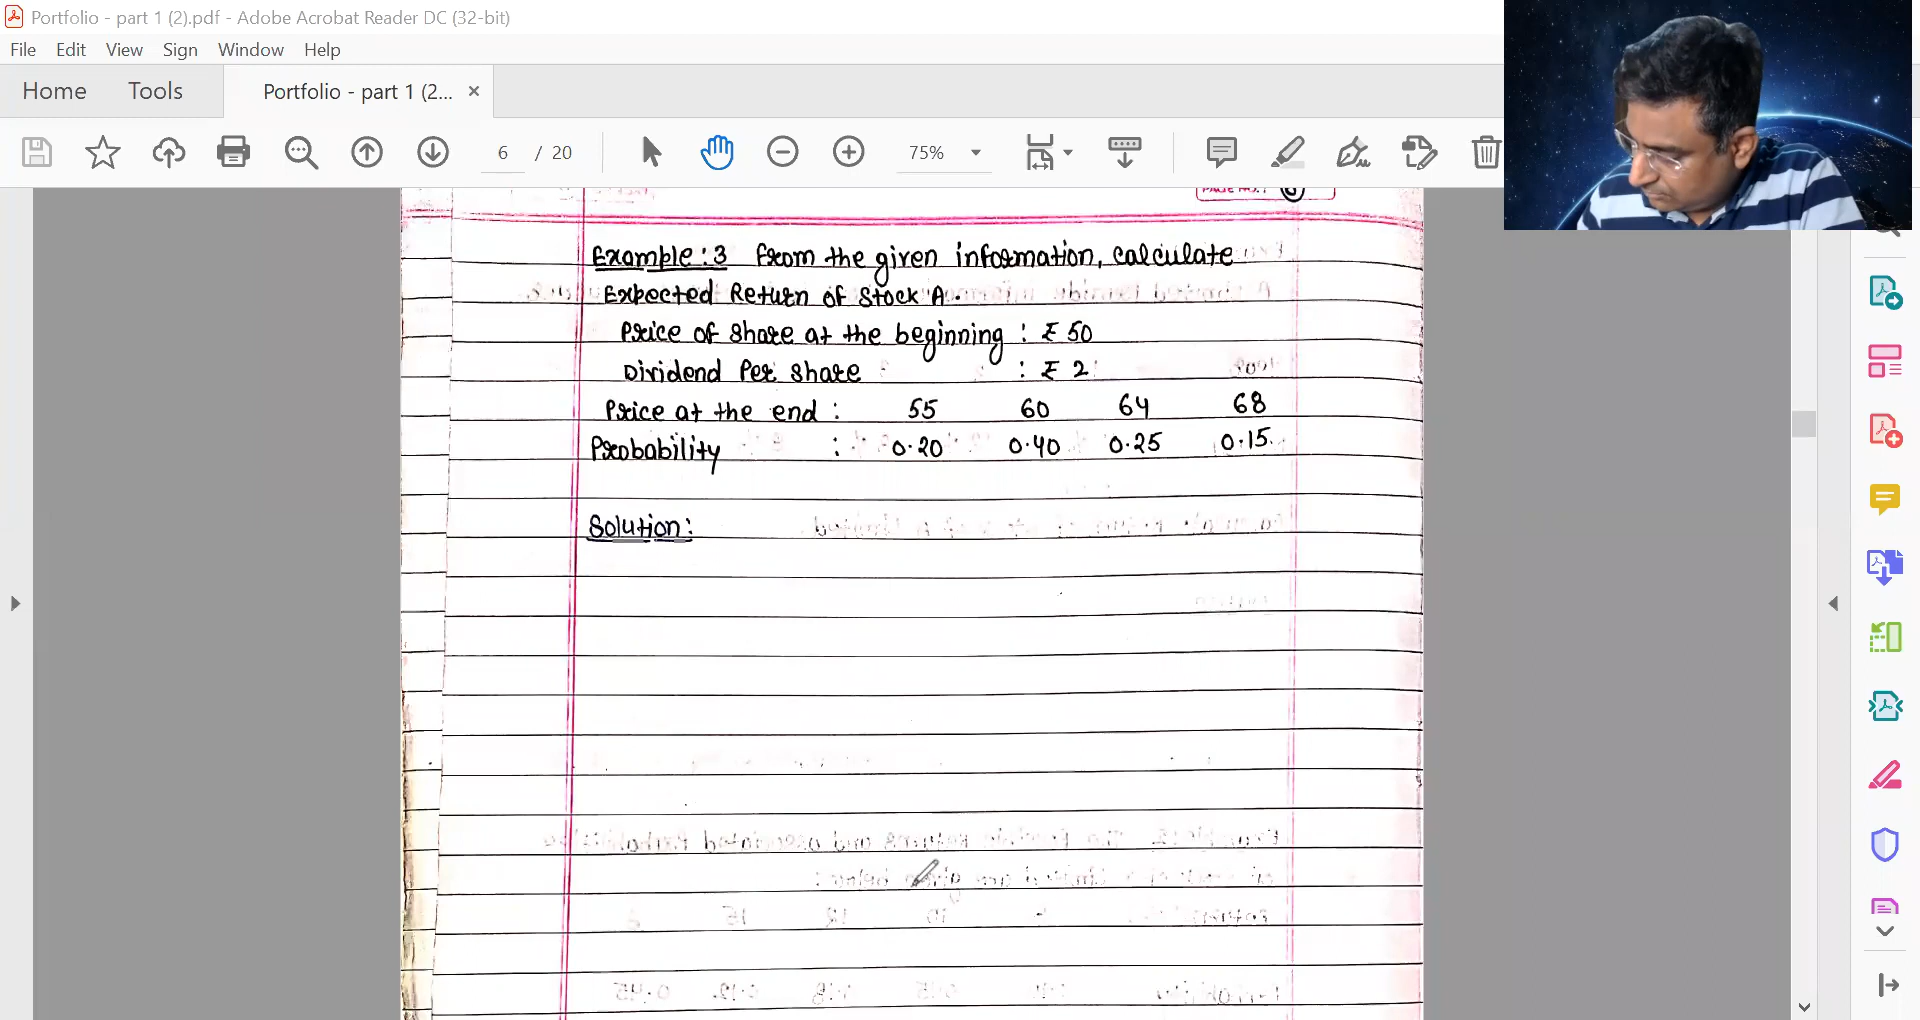 Portfolio - part 1 (2).pdf - Adobe Acrobat Reader DC (32-bit)
File Edit View Sign Window Help
Home Tools Portfolio - part 1 (2... ×
6 / 20 75%
Example : 3 From the given information, calculate
Expected Return of Stock A.
Price of share at the beginning : ₹ 50
Dividend Per share : ₹ 2
Price at the end : 55 60 64 68
Probability : 0.20 0.40 0.25 0.15
Solution: